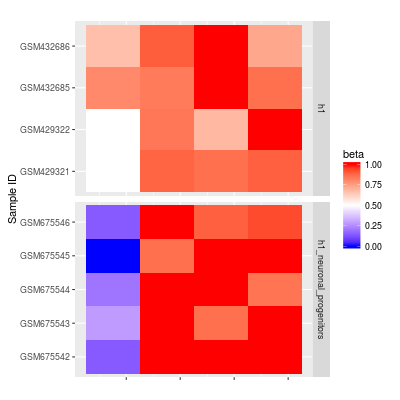 GSM432686
GSM432685
GSM429322
GSM429321
h1
Sample ID
GSM675546
GSM675545
GSM675544
GSM675543
GSM675542
h1_neuronal_progenitors
beta
1.00
0.75
0.50
0.25
0.00